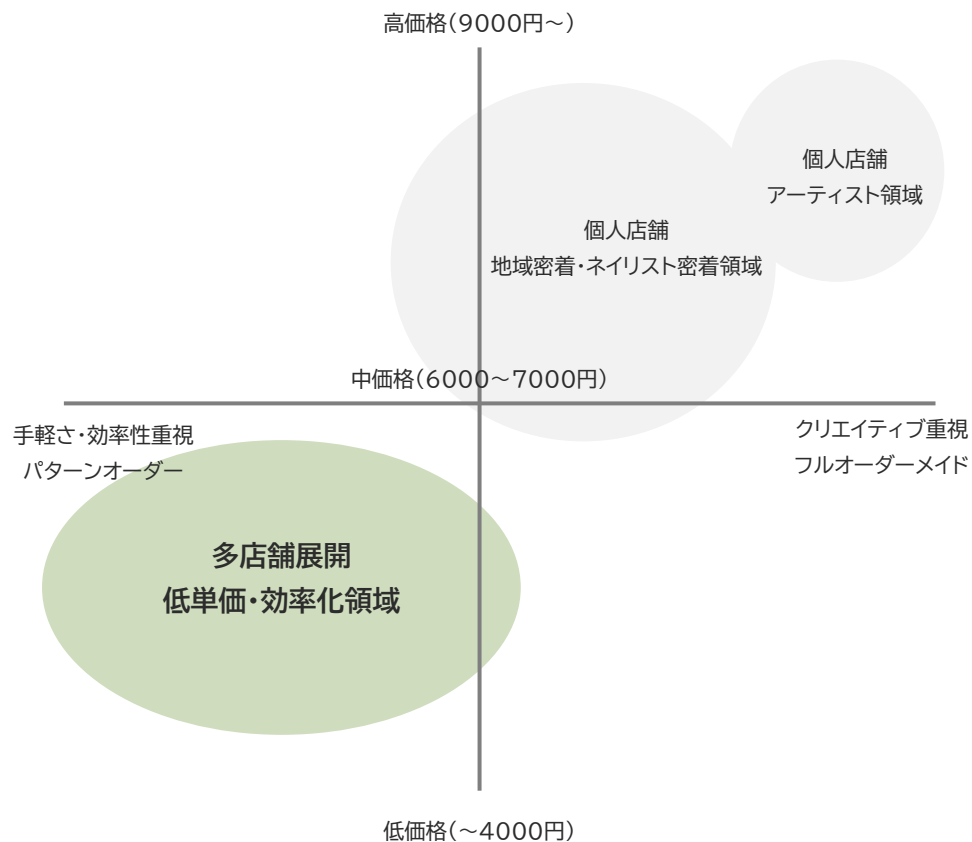 高価格(9000円～)
個人店舗
アーティスト領域
個人店舗
地域密着・ネイリスト密着領域
中価格(6000～7000円)
手軽さ・効率性重視
パターンオーダー
クリエイティブ重視
フルオーダーメイド
多店舗展開
低単価・効率化領域
低価格(～4000円)